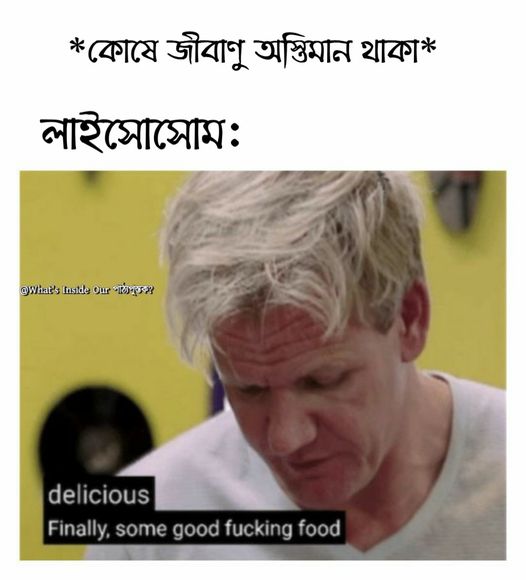 *কোষে জীবাণু অস্তিমান থাকা*
লাইসোসোম:
@What's Inside Our পাঠ্যপুস্তক?
delicious
Finally, some good fucking food